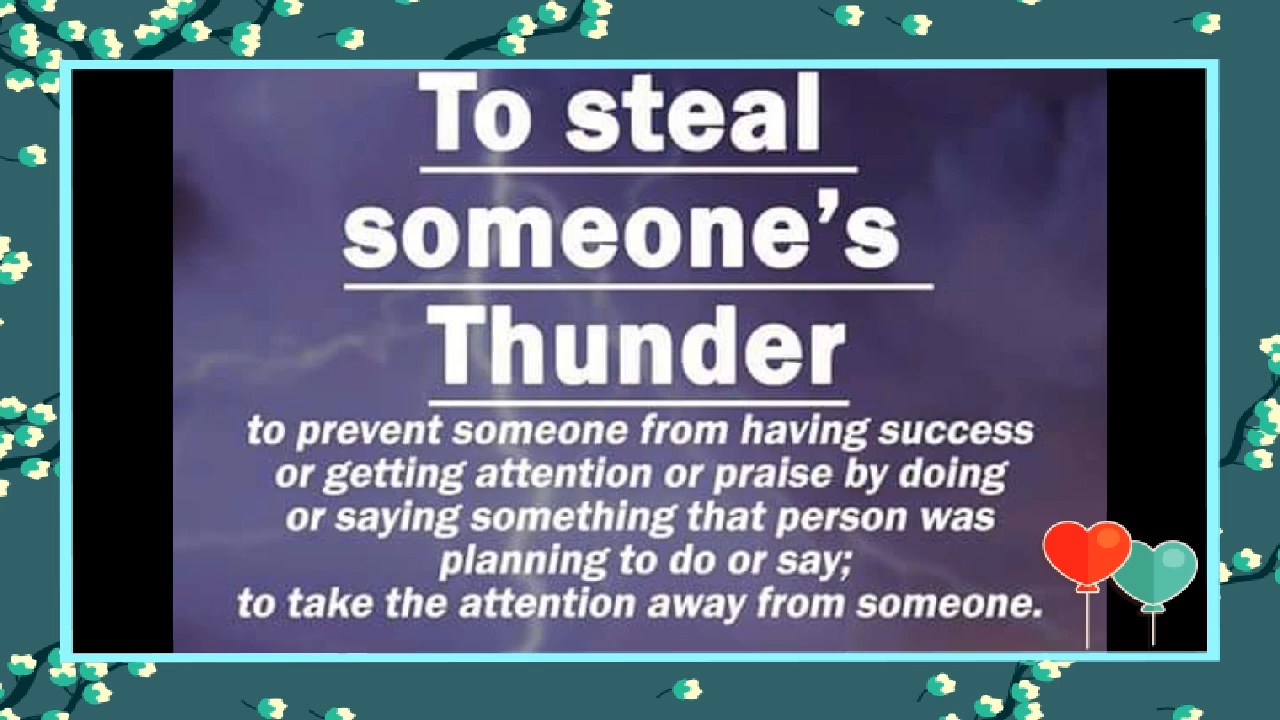 To steal
someone’s
Thunder
to prevent someone from having success
or getting attention or praise by doing
or saying something that person was
planning to do or say;
to take the attention away from someone.